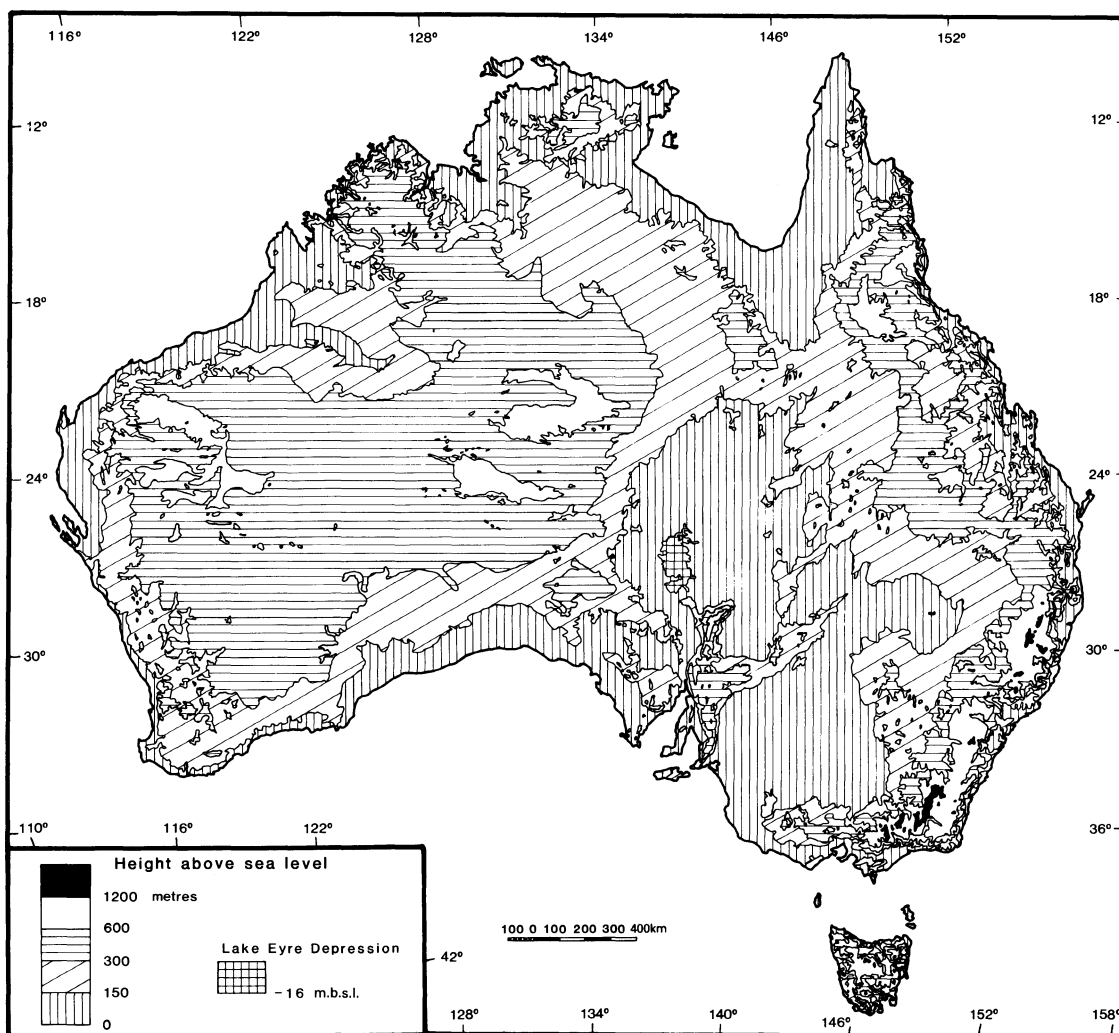 116° 122° 128° 134° 146° 152°
12° 12°
18° 18°
24° 24°
30° 30°
110° 116° 122° 36°
Height above sea level
1200 metres
600
300
150
0
Lake Eyre Depression
-16 m.b.s.l.
100 0 100 200 300 400km
42°
128° 134° 140° 146° 152° 158°